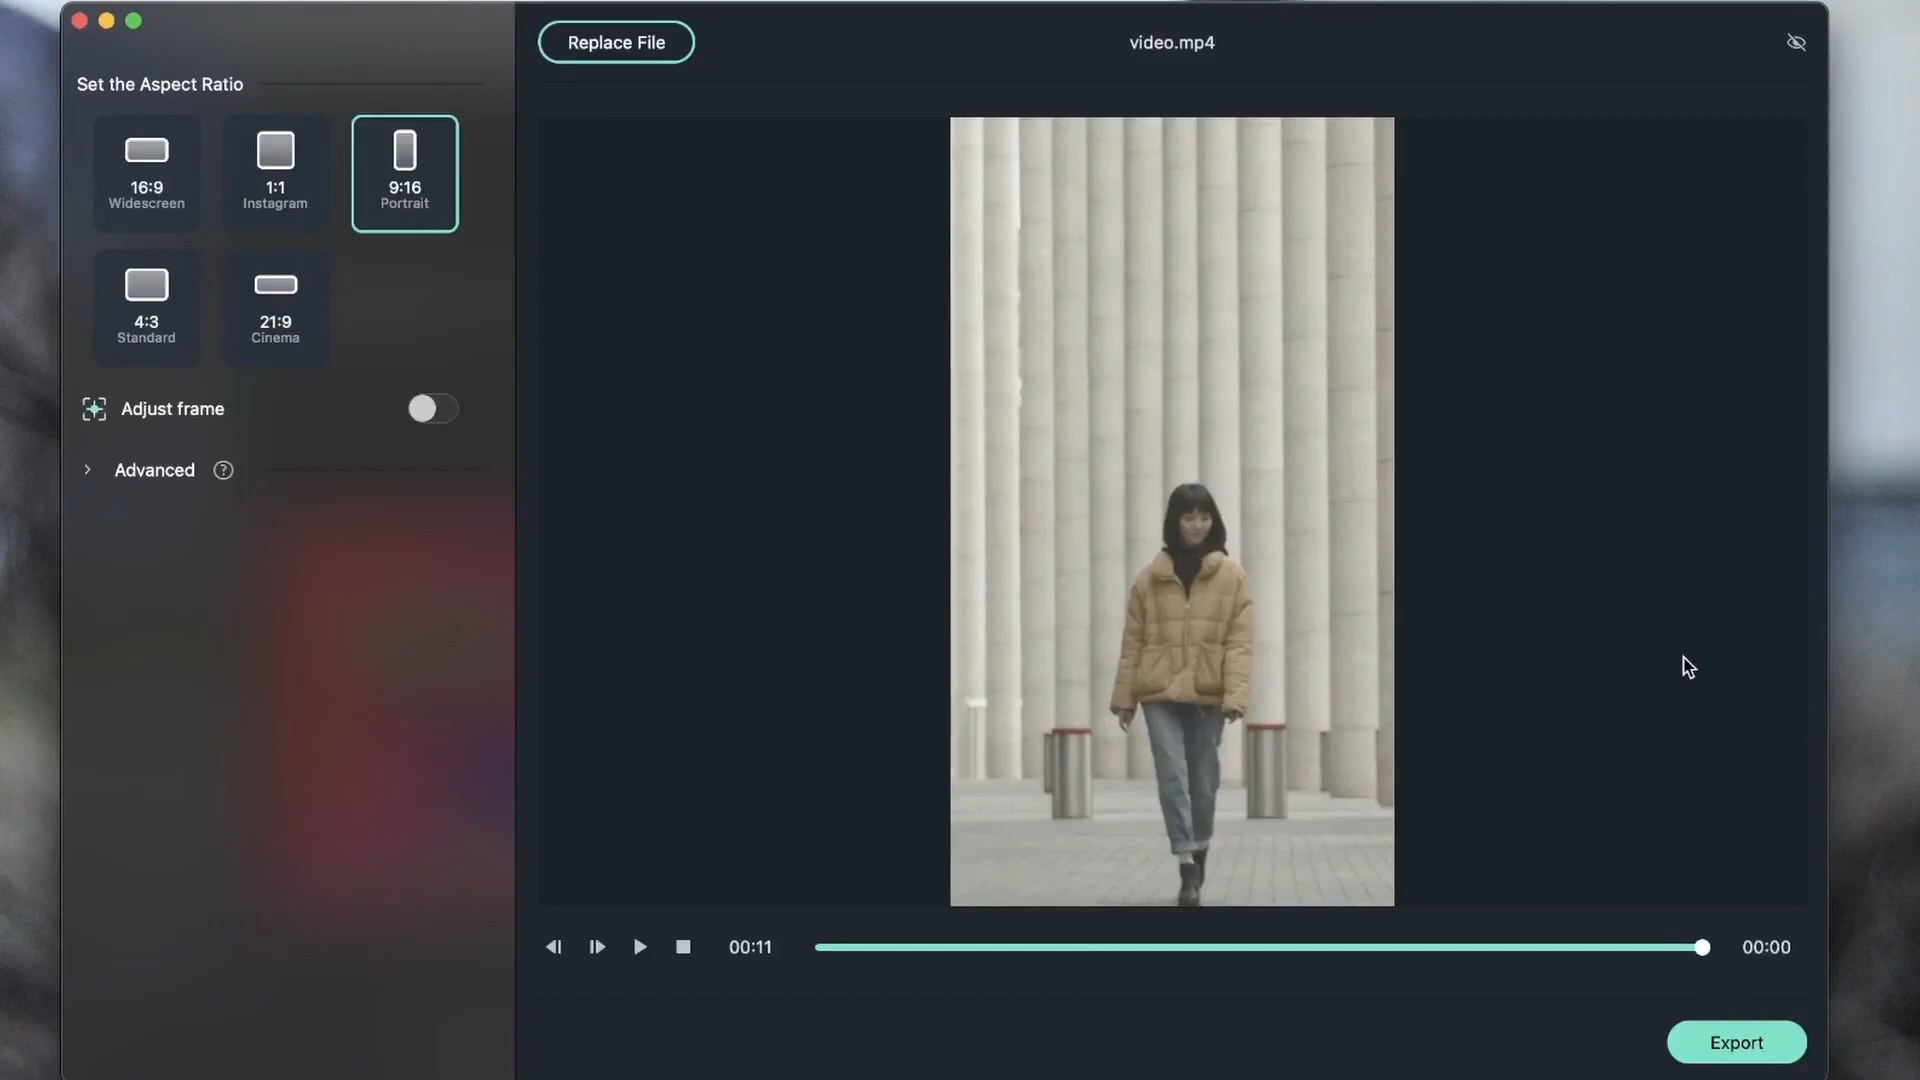 Replace File
video.mp4
Set the Aspect Ratio
16:9
Widescreen
1:1
Instagram
9:16
Portrait
4:3
Standard
21:9
Cinema
Adjust frame
Advanced
00:11
00:00
Export